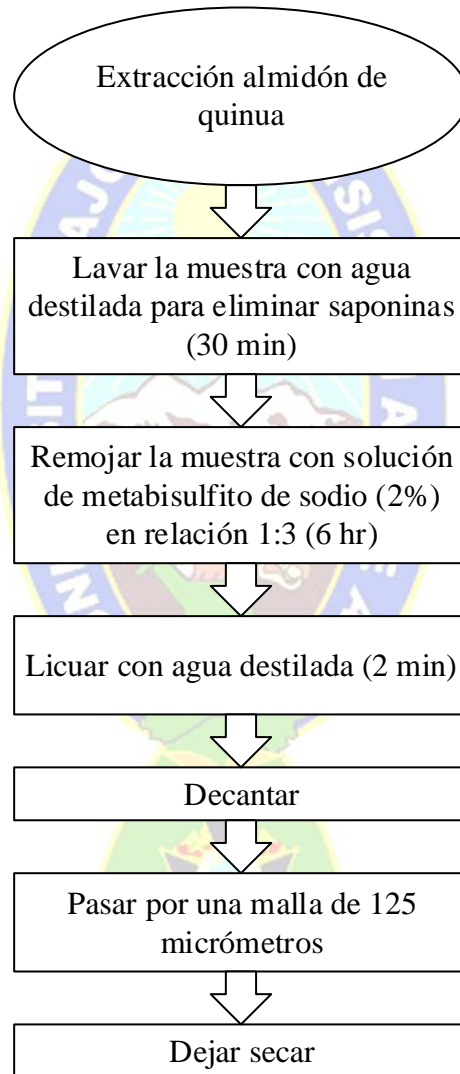 Extracción almidón de
quinua
Lavar la muestra con agua
destilada para eliminar saponinas
(30 min)
Remojar la muestra con solución
de metabisulfito de sodio (2%)
en relación 1:3 (6 hr)
Licuar con agua destilada (2 min)
Decantar
Pasar por una malla de 125
micrómetros
Dejar secar